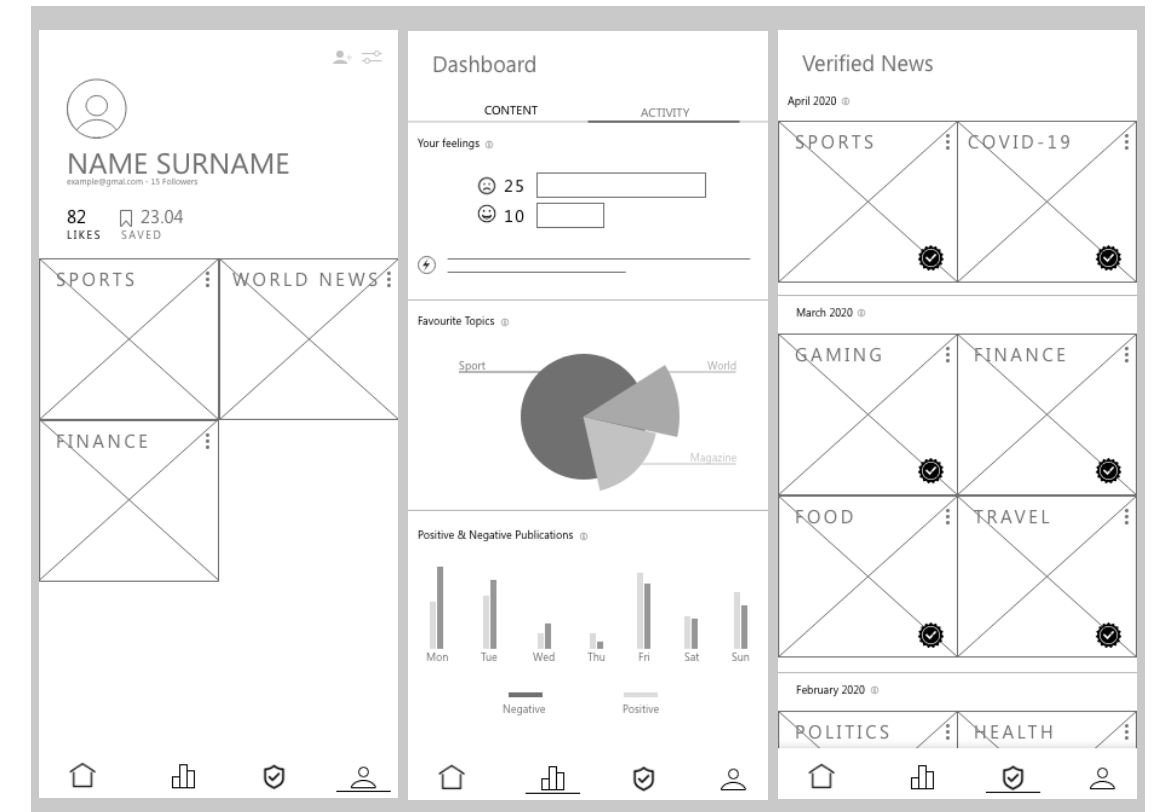 NAME SURNAME
example@gmal.com - 15 Followers
82 23.04
LIKES SAVED
SPORTS WORLD NEWS
FINANCE
Dashboard
CONTENT ACTIVITY
Your feelings
25
10
Favourite Topics
Sport World
Magazine
Positive & Negative Publications
Mon Tue Wed Thu Fri Sat Sun
Negative Positive
Verified News
April 2020
SPORTS COVID-19
March 2020
GAMING FINANCE
FOOD TRAVEL
February 2020
POLITICS HEALTH